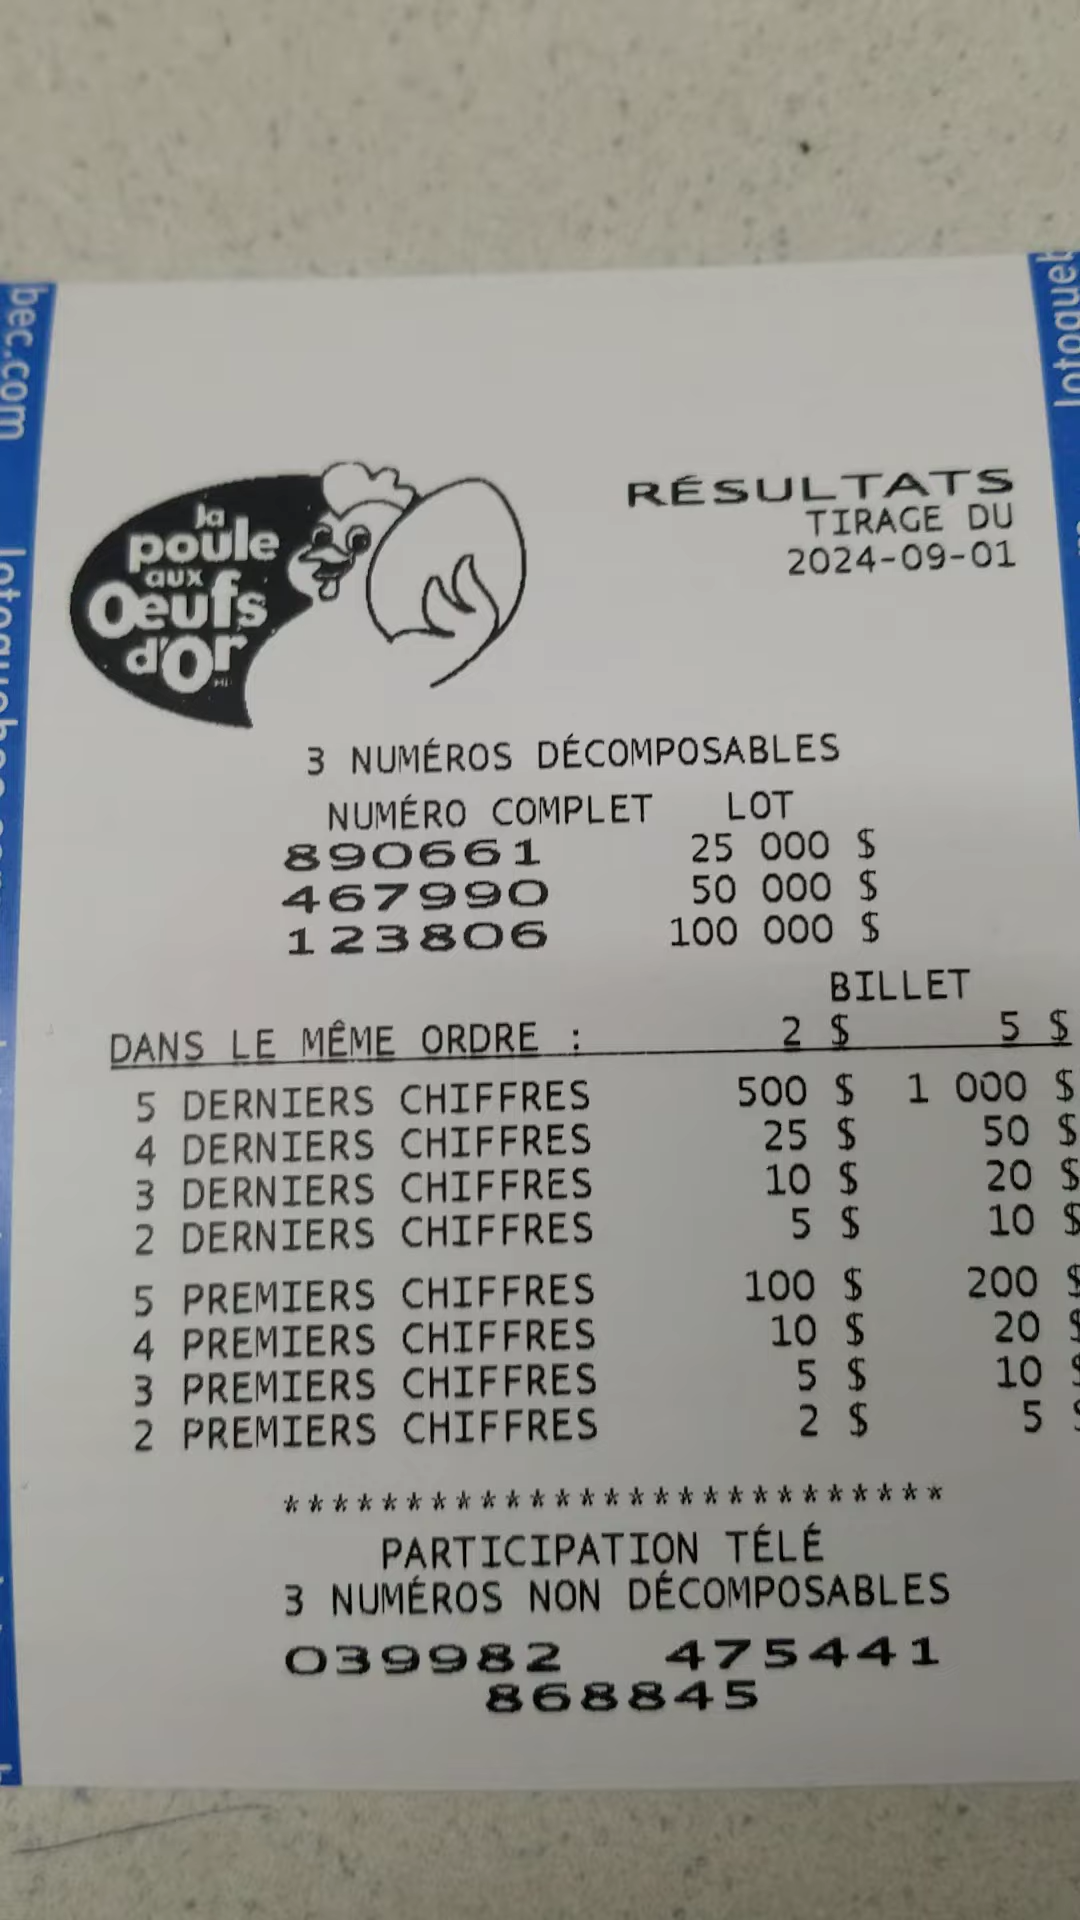 bec.com
lotoqueb
la
poule
aux
Oeufs
d'Or
RÉSULTATS
TIRAGE DU
2024-09-01
3 NUMÉROS DÉCOMPOSABLES
NUMÉRO COMPLET LOT
890661 25 000 $
467990 50 000 $
123806 100 000 $
BILLET
DANS LE MÊME ORDRE : 2 $ 5 $
5 DERNIERS CHIFFRES 500 $ 1 000 $
4 DERNIERS CHIFFRES 25 $ 50 $
3 DERNIERS CHIFFRES 10 $ 20 $
2 DERNIERS CHIFFRES 5 $ 10 $
5 PREMIERS CHIFFRES 100 $ 200 $
4 PREMIERS CHIFFRES 10 $ 20 $
3 PREMIERS CHIFFRES 5 $ 10 $
2 PREMIERS CHIFFRES 2 $ 5 $
***************************
PARTICIPATION TÉLÉ
3 NUMÉROS NON DÉCOMPOSABLES
039982 475441
868845